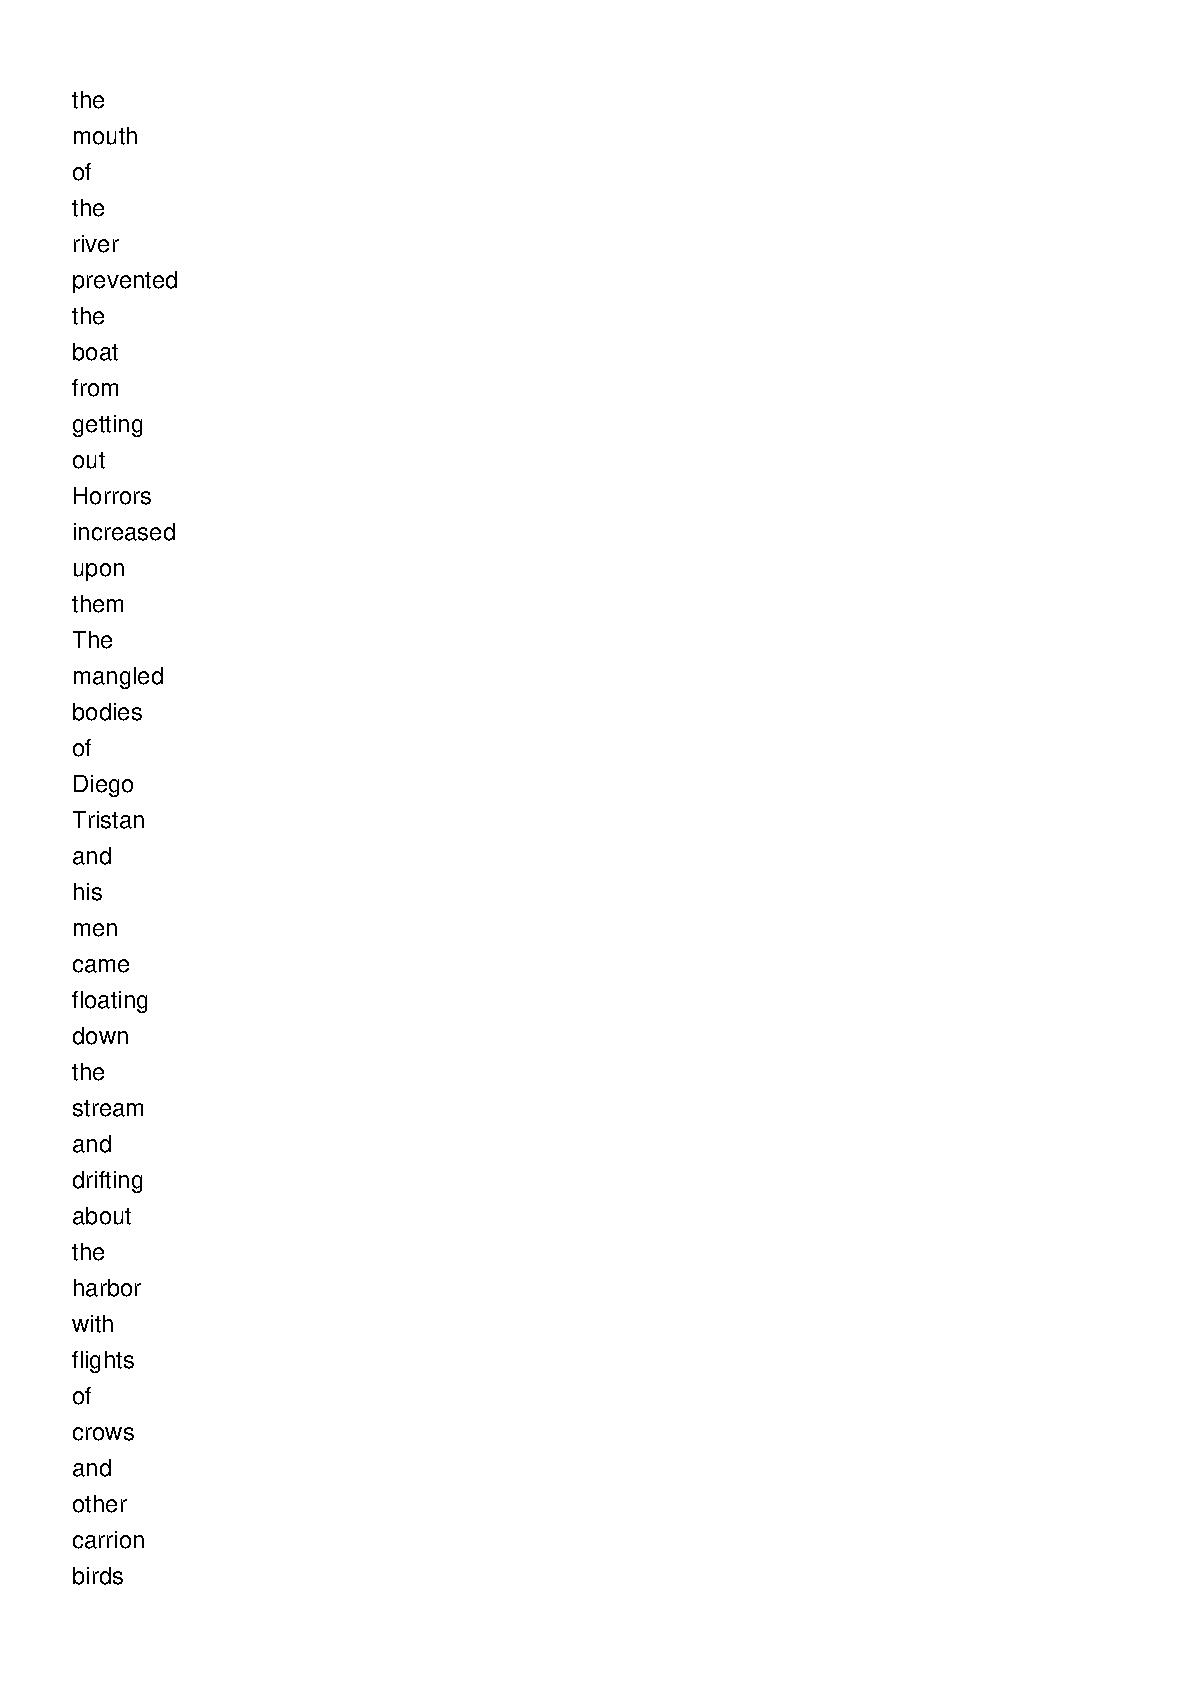 the
mouth
of
the
river
prevented
the
boat
from
getting
out
Horrors
increased
upon
them
The
mangled
bodies
of
Diego
Tristan
and
his
men
came
floating
down
the
stream
and
drifting
about
the
harbor
with
flights
of
crows
and
other
carrion
birds